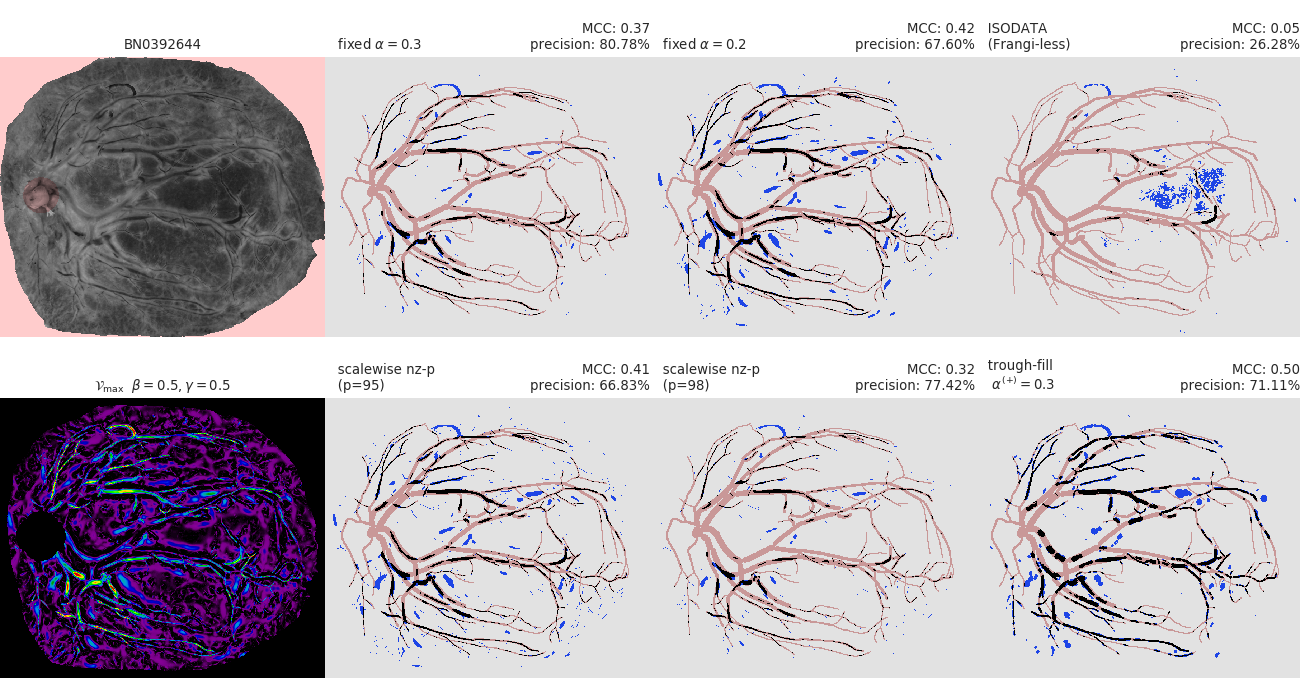 BN0392644
fixed α = 0.3
MCC: 0.37
precision: 80.78%
fixed α = 0.2
MCC: 0.42
precision: 67.60%
ISODATA
(Frangi-less)
MCC: 0.05
precision: 26.28%
𝒱max β = 0.5, γ = 0.5
scalewise nz-p
(p=95)
MCC: 0.41
precision: 66.83%
scalewise nz-p
(p=98)
MCC: 0.32
precision: 77.42%
trough-fill
α(+) = 0.3
MCC: 0.50
precision: 71.11%